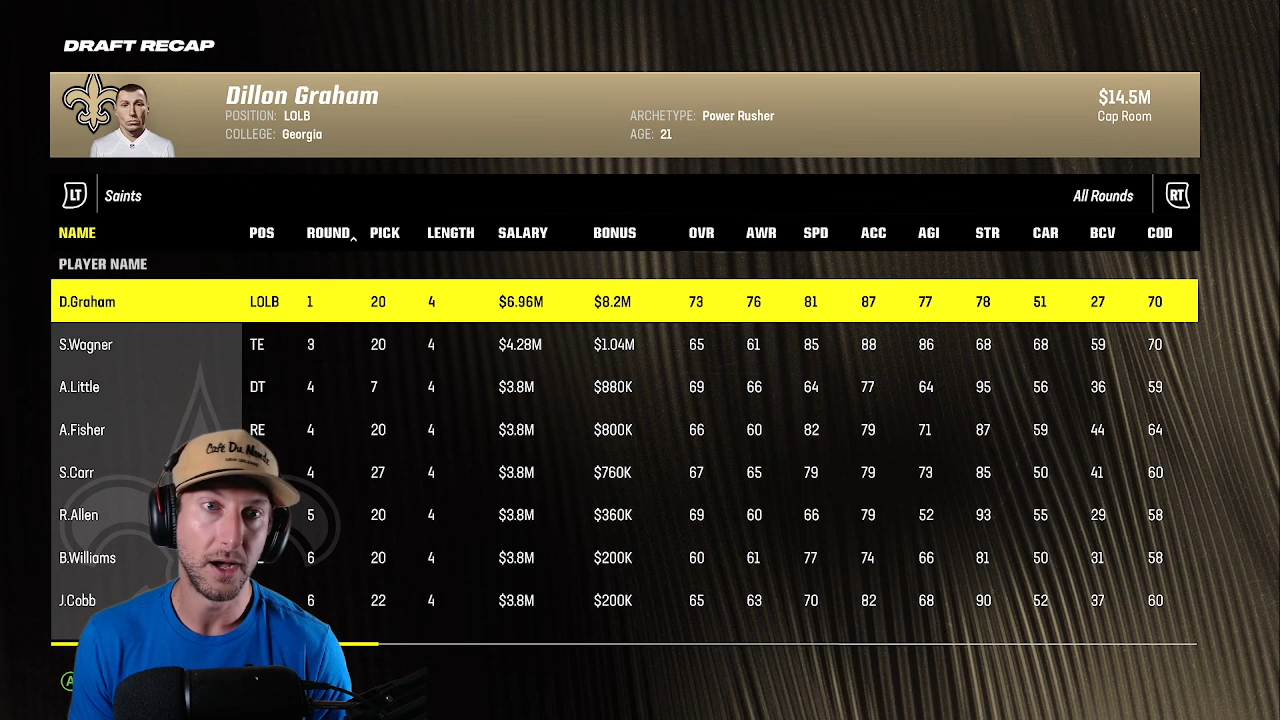 DRAFT RECAP
Dillon Graham
POSITION: LOLB
COLLEGE: Georgia
ARCHETYPE: Power Rusher
AGE: 21
$14.5M
Cap Room
LT Saints All Rounds RT
NAME POS ROUND PICK LENGTH SALARY BONUS OVR AWR SPD ACC AGI STR CAR BCV COD
PLAYER NAME
D.Graham LOLB 1 20 4 $6.96M $8.2M 73 76 81 87 77 78 51 27 70
S.Wagner TE 3 20 4 $4.28M $1.04M 65 61 85 88 86 68 68 59 70
A.Little DT 4 7 4 $3.8M $880K 69 66 64 77 64 95 56 36 59
A.Fisher RE 4 20 4 $3.8M $800K 66 60 82 79 71 87 59 44 64
S.Carr 4 27 4 $3.8M $760K 67 65 79 79 73 85 50 41 60
R.Allen 5 20 4 $3.8M $360K 69 60 66 79 52 93 55 29 58
B.Williams 6 20 4 $3.8M $200K 60 61 77 74 66 81 50 31 58
J.Cobb 6 22 4 $3.8M $200K 65 63 70 82 68 90 52 37 60
Café Du Monde
NEW ORLEANS
A